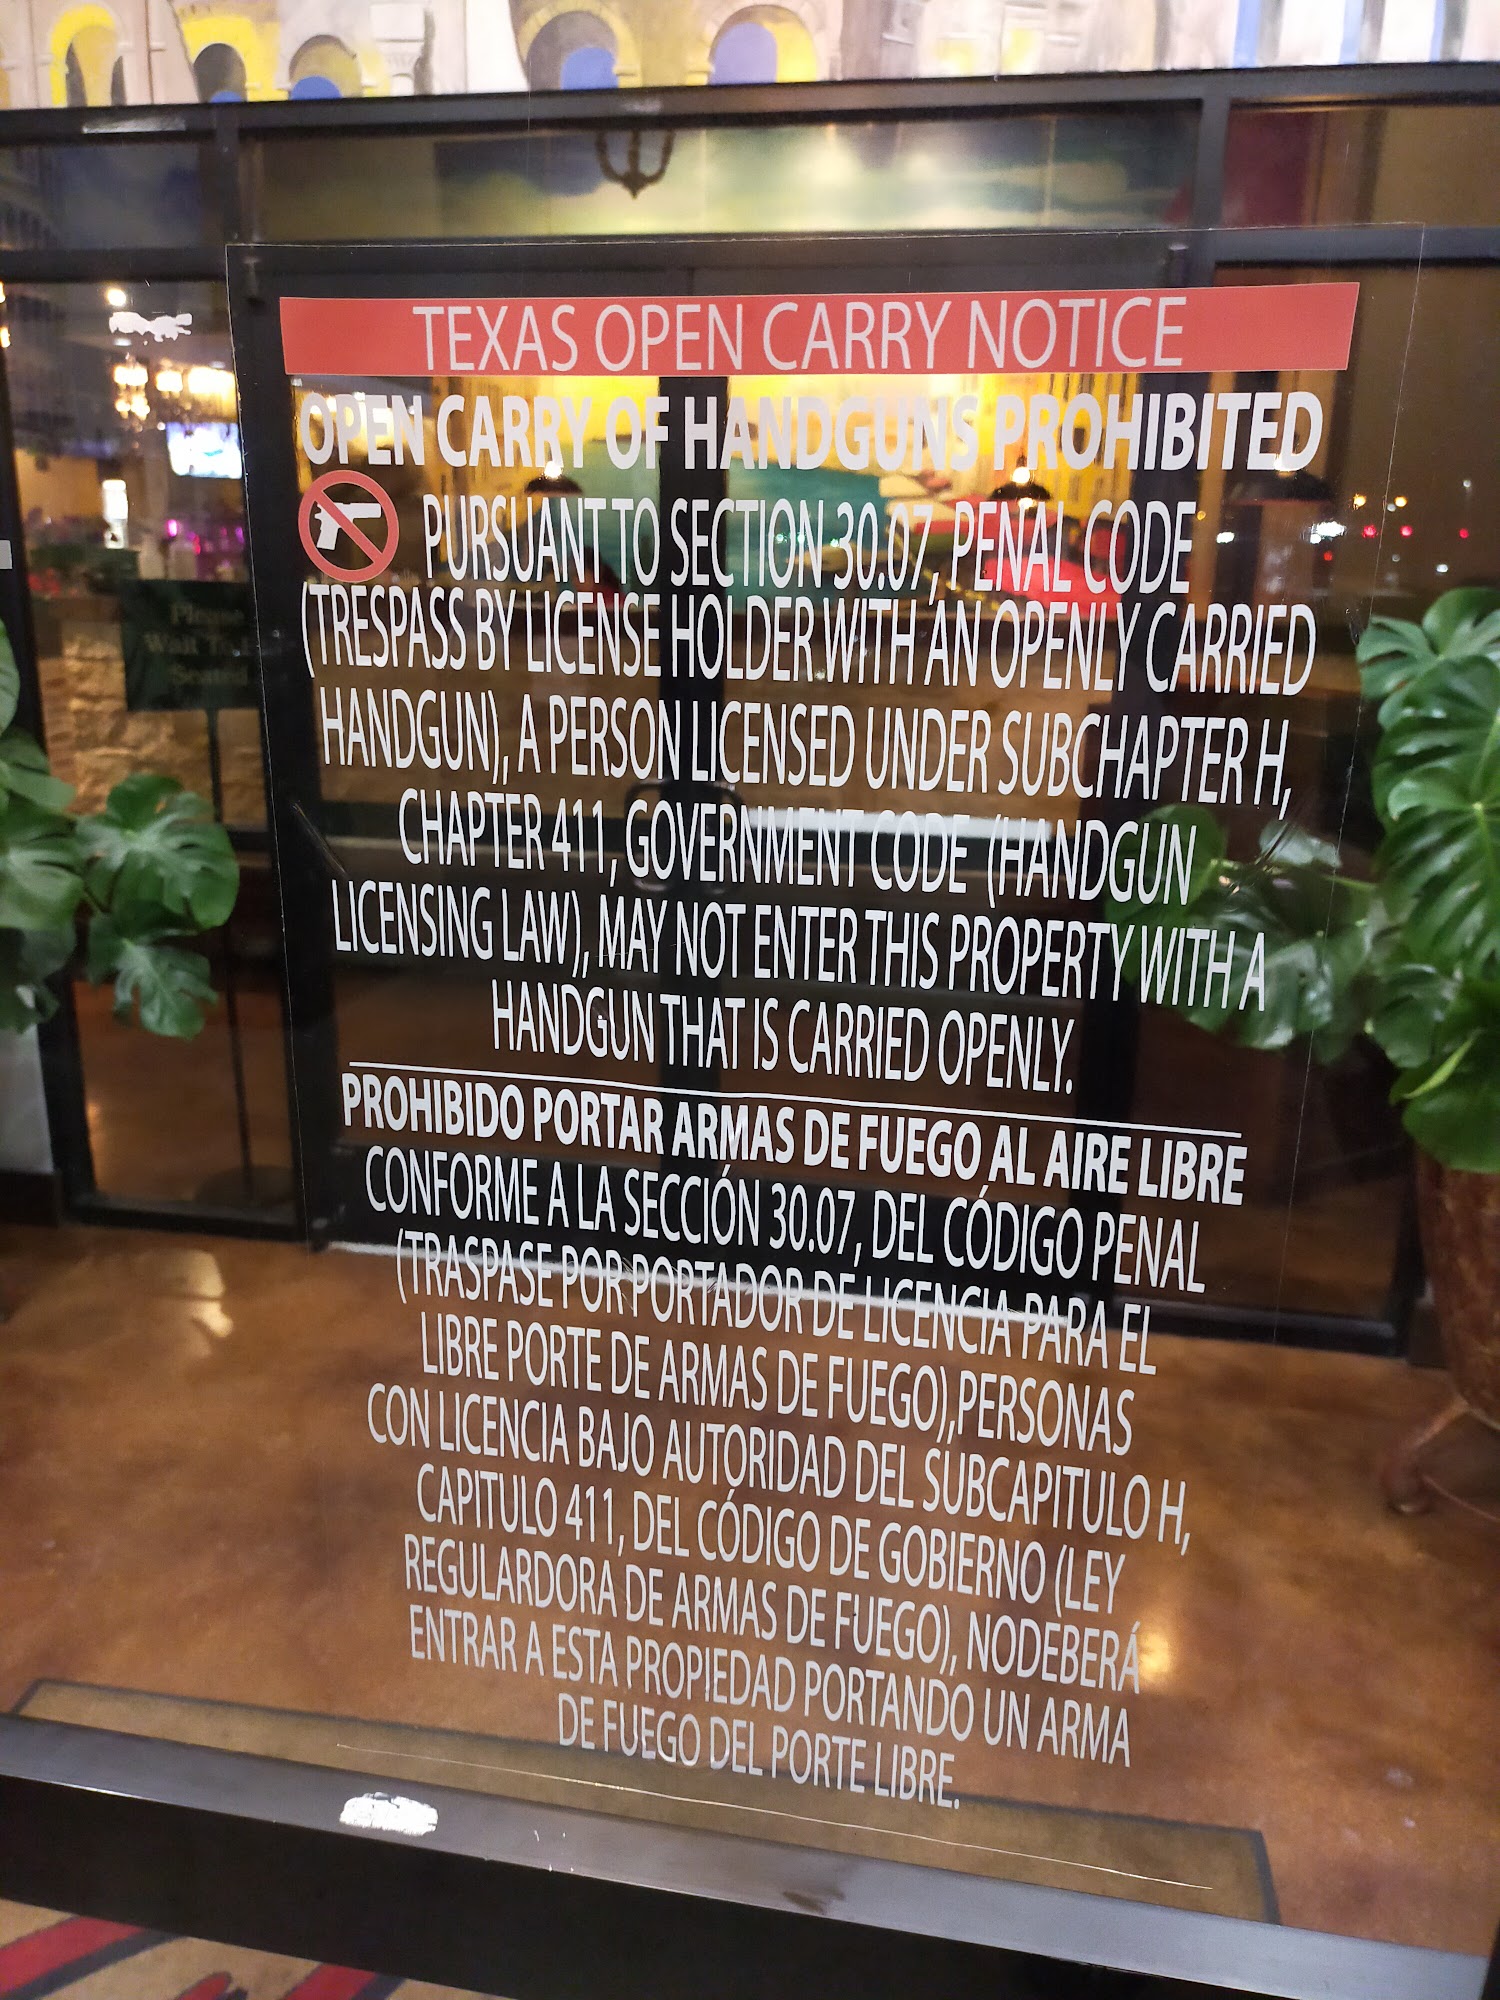 TEXAS OPEN CARRY NOTICE
OPEN CARRY OF HANDGUNS PROHIBITED
PURSUANT TO SECTION 30.07, PENAL CODE
(TRESPASS BY LICENSE HOLDER WITH AN OPENLY CARRIED
HANDGUN), A PERSON LICENSED UNDER SUBCHAPTER H,
CHAPTER 411, GOVERNMENT CODE (HANDGUN
LICENSING LAW), MAY NOT ENTER THIS PROPERTY WITH A
HANDGUN THAT IS CARRIED OPENLY.
PROHIBIDO PORTAR ARMAS DE FUEGO AL AIRE LIBRE
CONFORME A LA SECCIÓN 30.07, DEL CÓDIGO PENAL
(TRASPASE POR PORTADOR DE LICENCIA PARA EL
LIBRE PORTE DE ARMAS DE FUEGO),PERSONAS
CON LICENCIA BAJO AUTORIDAD DEL SUBCAPITULO H,
CAPITULO 411, DEL CÓDIGO DE GOBIERNO (LEY
REGULARDORA DE ARMAS DE FUEGO), NODEBERÁ
ENTRAR A ESTA PROPIEDAD PORTANDO UN ARMA
DE FUEGO DEL PORTE LIBRE.
Please
Wait To Be
Seated